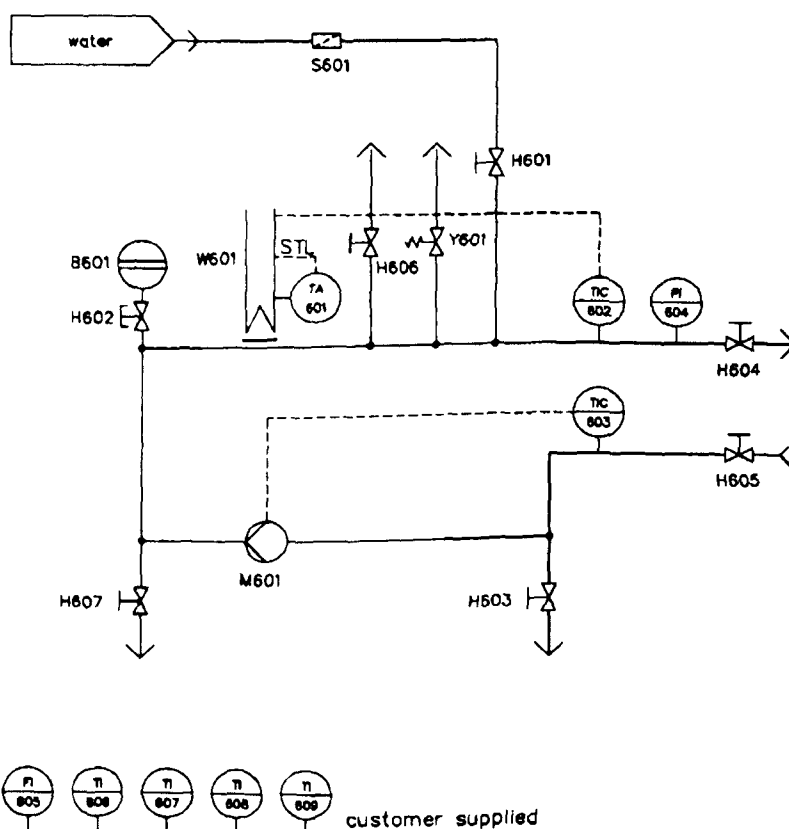 water
S601
H601
B601
W601
STL
TA
601
H606
Y601
TIC
602
PI
604
H602
H604
TIC
603
H605
M601
H607
H603
PI
605
TI
606
TI
607
TI
608
TI
609
customer supplied